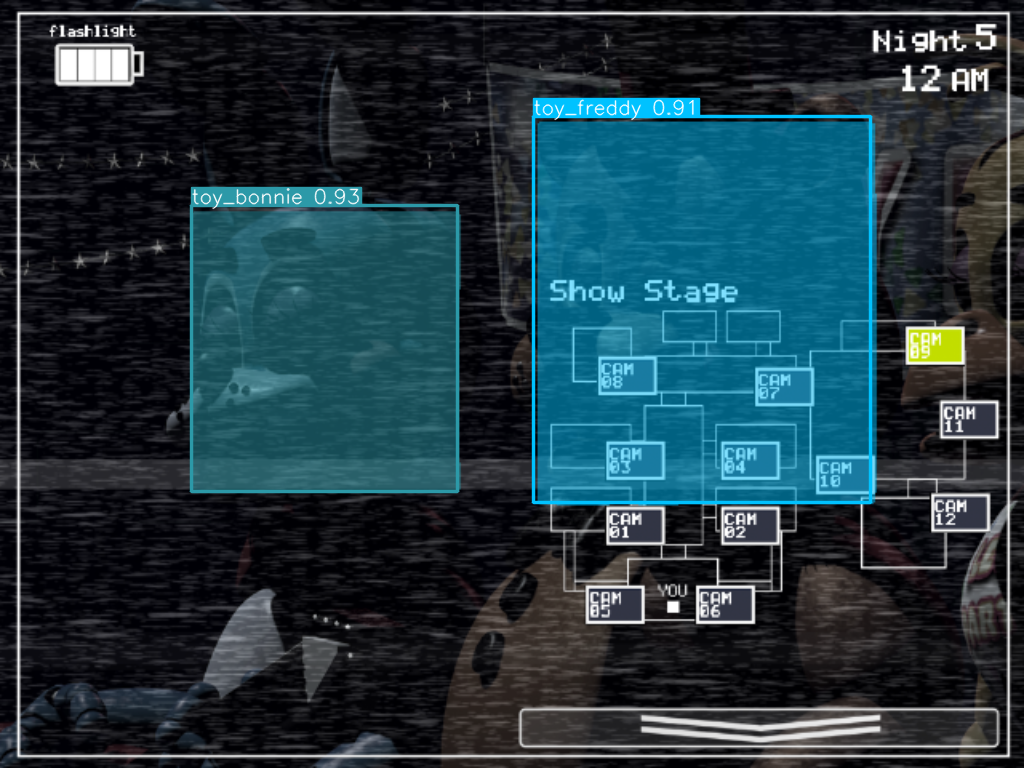 flashlight
Night 5
12 AM
toy_freddy 0.91
toy_bonnie 0.93
Show Stage
CAM 09
CAM 08
CAM 07
CAM 11
CAM 03
CAM 04
CAM 10
CAM 12
CAM 01
CAM 02
YOU
CAM 05
CAM 06